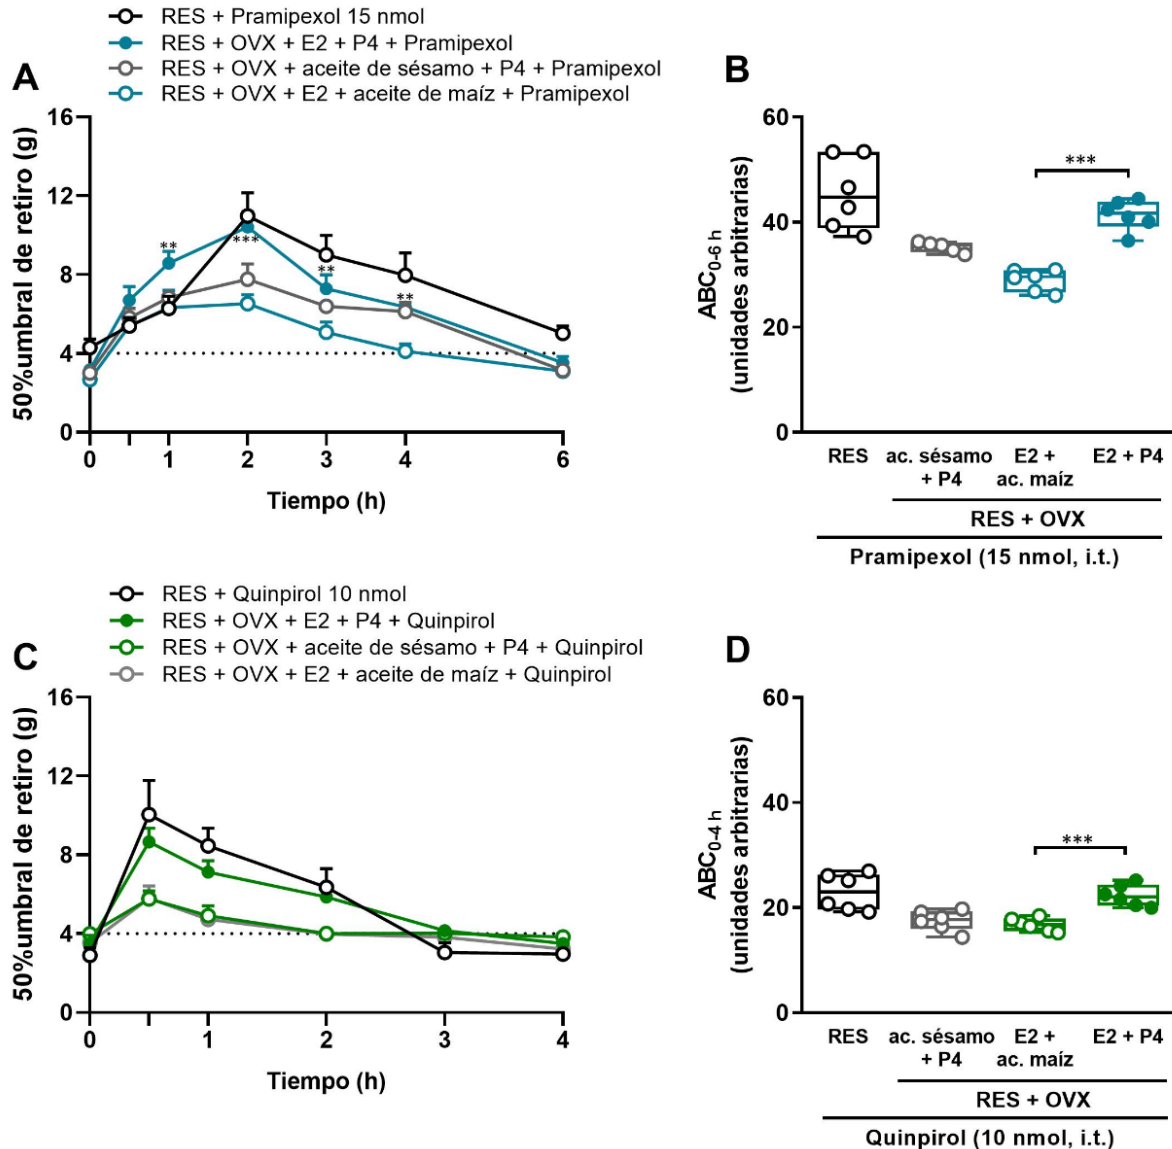 RES + Pramipexol 15 nmol
RES + OVX + E2 + P4 + Pramipexol
RES + OVX + aceite de sésamo + P4 + Pramipexol
RES + OVX + E2 + aceite de maíz + Pramipexol
A
50%umbral de retiro (g)
16
12
8
4
0
** *** ** **
0 1 2 3 4 6
Tiempo (h)
B
ABC0-6 h
(unidades arbitrarias)
60
40
20
0
***
RES ac. sésamo + P4 E2 + ac. maíz E2 + P4
RES + OVX
Pramipexol (15 nmol, i.t.)
RES + Quinpirol 10 nmol
RES + OVX + E2 + P4 + Quinpirol
RES + OVX + aceite de sésamo + P4 + Quinpirol
RES + OVX + E2 + aceite de maíz + Quinpirol
C
50%umbral de retiro (g)
16
12
8
4
0
0 1 2 3 4
Tiempo (h)
D
ABC0-4 h
(unidades arbitrarias)
60
40
20
0
***
RES ac. sésamo + P4 E2 + ac. maíz E2 + P4
RES + OVX
Quinpirol (10 nmol, i.t.)